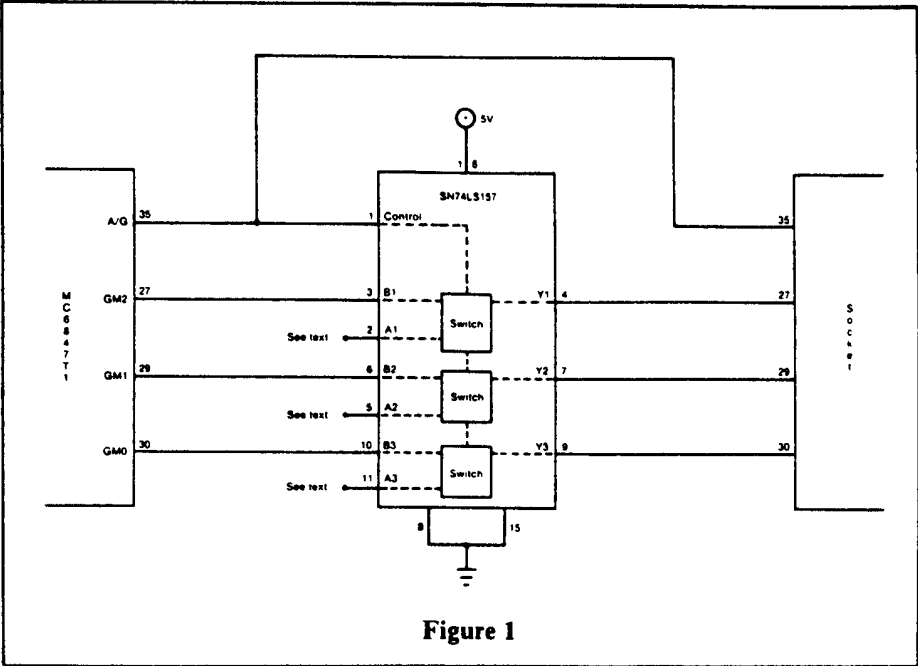 5V
1 6
SN74LS157
A/G 35
1 Control
35
MC6847T1
GM2 27
3 B1
Y1 4
27
Switch
See text
2 A1
Socket
GM1 29
6 B2
Y2 7
29
Switch
See text
5 A2
GM0 30
10 B3
Y3 9
30
Switch
See text
11 A3
8
15
Figure 1